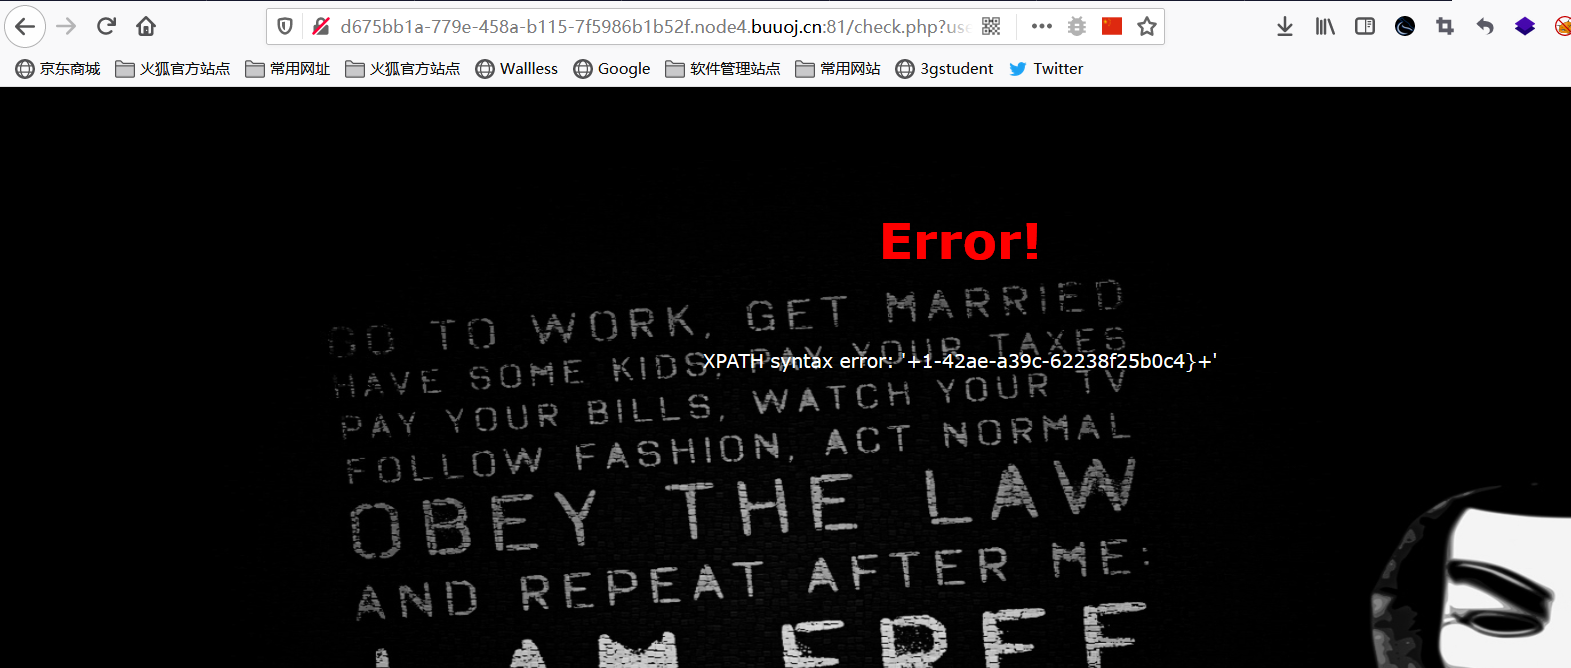 d675bb1a-779e-458a-b115-7f5986b1b52f.node4.buuoj.cn:81/check.php?use
京东商城 火狐官方站点 常用网址 火狐官方站点 Wallless Google 软件管理站点 常用网站 3gstudent Twitter
Error!
GO TO WORK, GET MARRIED
HAVE SOME KIDS, PAY YOUR TAXES
XPATH syntax error: '+1-42ae-a39c-62238f25b0c4}+'
PAY YOUR BILLS, WATCH YOUR TV
FOLLOW FASHION, ACT NORMAL
OBEY THE LAW
AND REPEAT AFTER ME:
I AM FREE